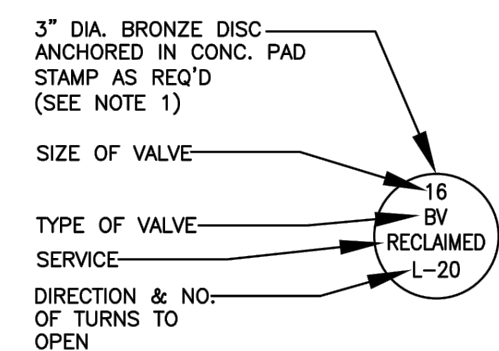 3" DIA. BRONZE DISC
ANCHORED IN CONC. PAD
STAMP AS REQ'D
(SEE NOTE 1)
SIZE OF VALVE
TYPE OF VALVE
SERVICE
DIRECTION & NO.
OF TURNS TO
OPEN
16
BV
RECLAIMED
L-20